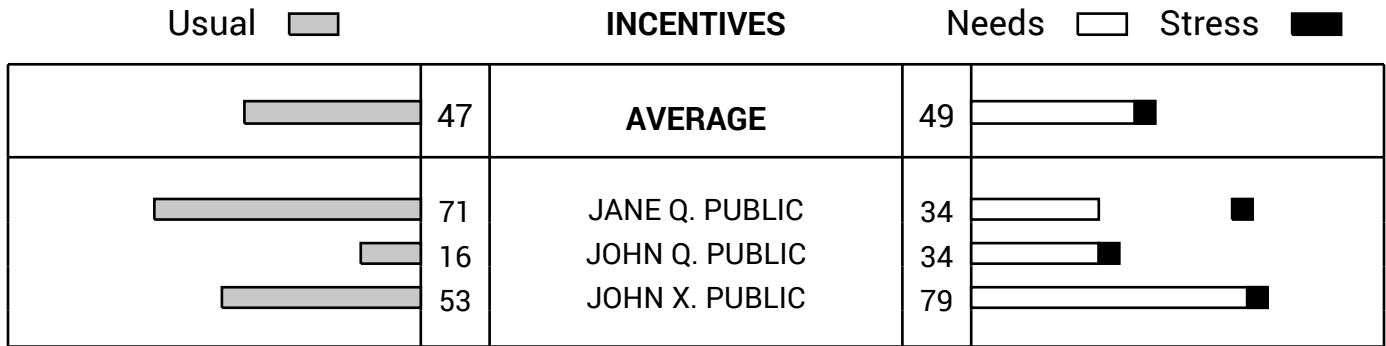 Usual INCENTIVES Needs Stress
47 AVERAGE 49
71 JANE Q. PUBLIC 34
16 JOHN Q. PUBLIC 34
53 JOHN X. PUBLIC 79